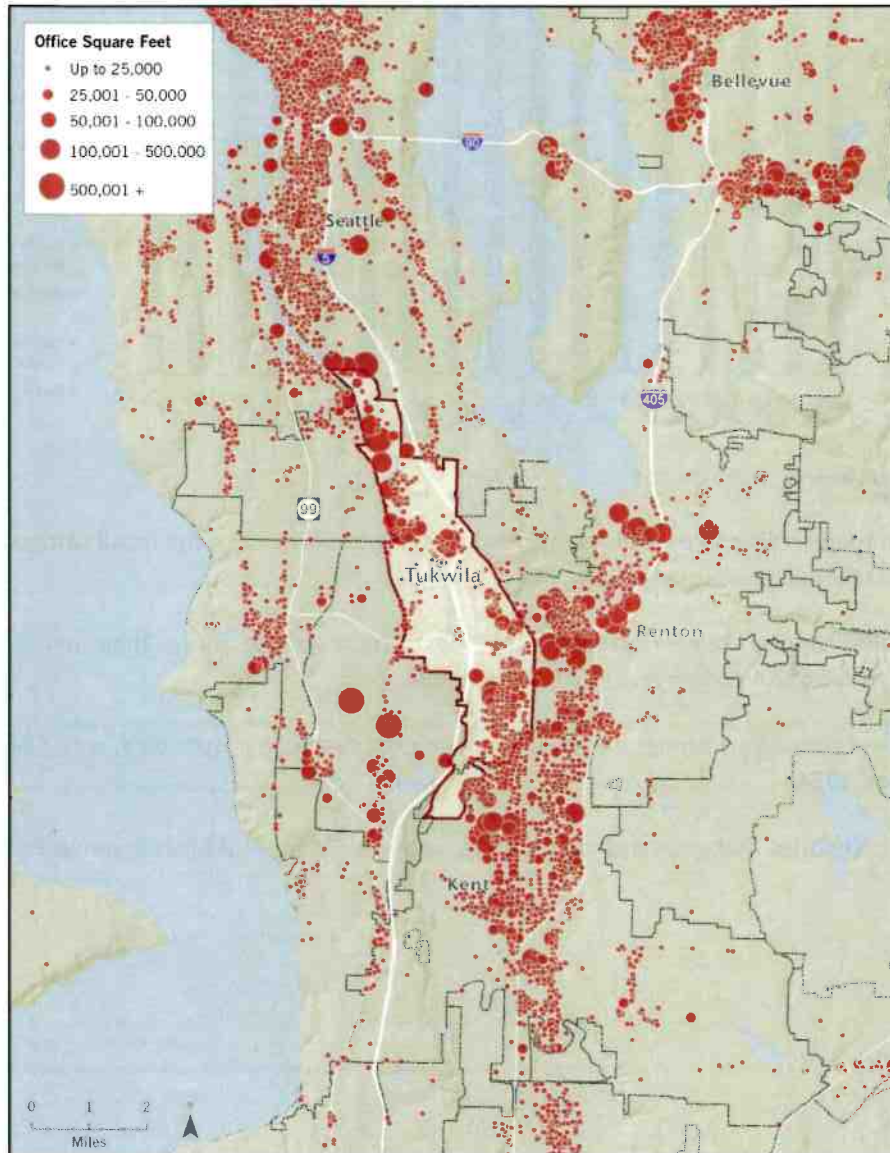 Office Square Feet
Up to 25,000
25,001 - 50,000
50,001 - 100,000
100,001 - 500,000
500,001 +
Bellevue
90
Seattle
5
405
99
Tukwila
Renton
Kent
0 1 2
Miles